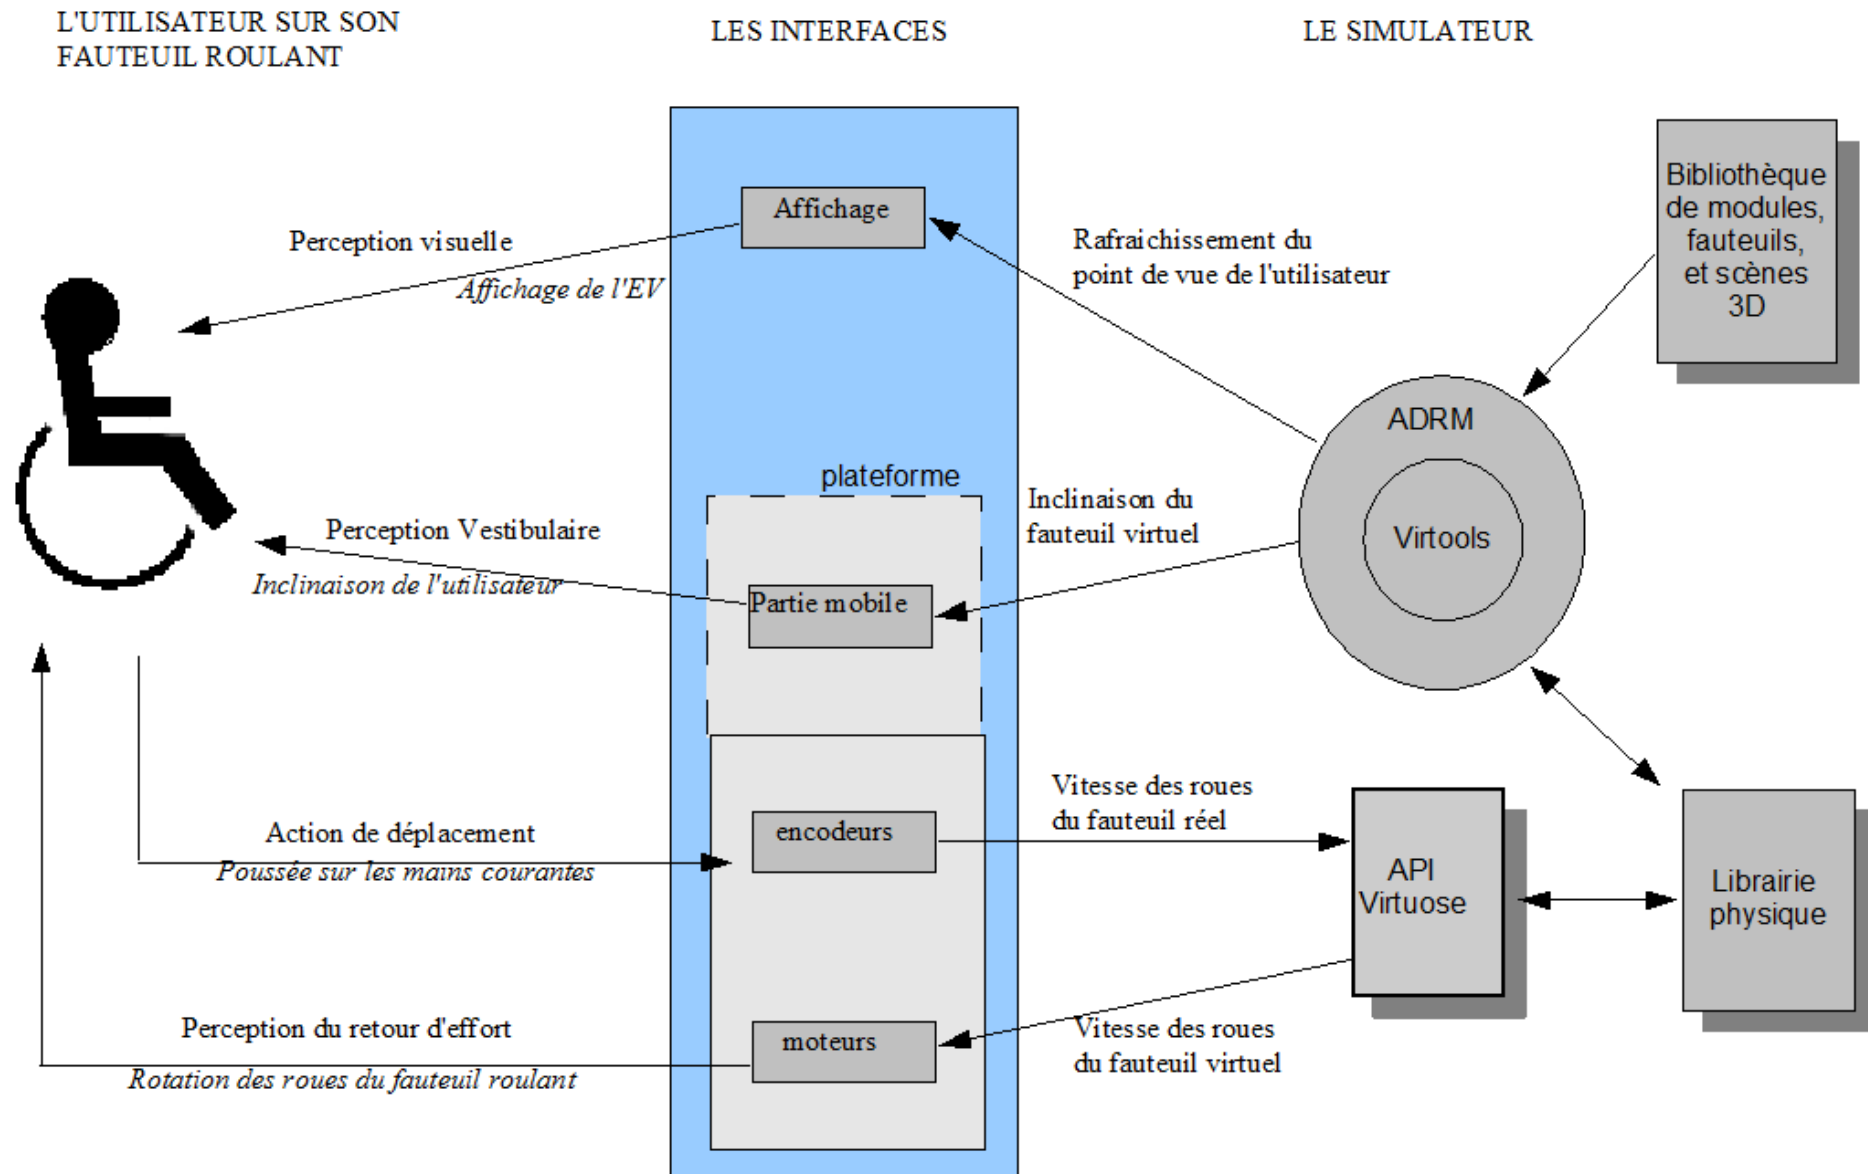 L'UTILISATEUR SUR SON
FAUTEUIL ROULANT
LES INTERFACES
LE SIMULATEUR
Bibliothèque
de modules,
fauteuils,
et scènes
3D
Affichage
Perception visuelle
Affichage de l'EV
Rafraichissement du
point de vue de l'utilisateur
ADRM
Virtools
plateforme
Inclinaison du
fauteuil virtuel
Perception Vestibulaire
Inclinaison de l'utilisateur
Partie mobile
Vitesse des roues
du fauteuil réel
encodeurs
Action de déplacement
Poussée sur les mains courantes
API
Virtuose
Librairie
physique
Perception du retour d'effort
Rotation des roues du fauteuil roulant
moteurs
Vitesse des roues
du fauteuil virtuel